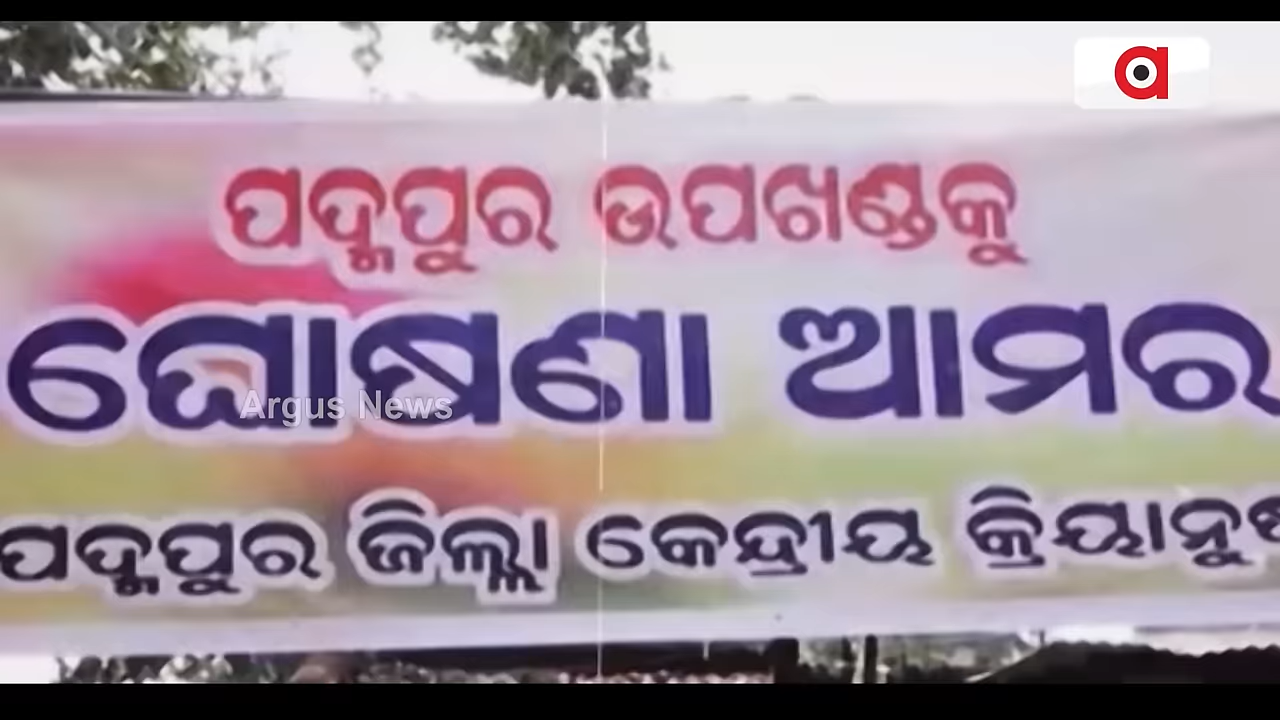 ପଦ୍ମପୁର ଉପଖଣ୍ଡକୁ
ଘୋଷଣା ଆମର
Argus News
ପଦ୍ମପୁର ଜିଲ୍ଲା କେନ୍ଦ୍ରୀୟ